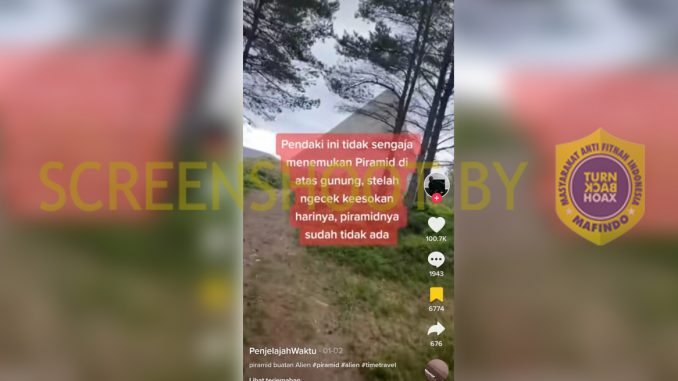 Pendaki ini tidak sengaja
menemukan Piramid di
atas gunung, stelah
ngecek keesokan
harinya, piramidnya
sudah tidak ada
SCREENSHOOT BY
MASYARAKAT ANTI FITNAH INDONESIA
TURN
BACK
HOAX
MAFINDO
100.7K
1943
6774
676
PenjelajahWaktu · 01-02
piramid buatan Alien #piramid #alien #timetravel
Lihat terjemahan